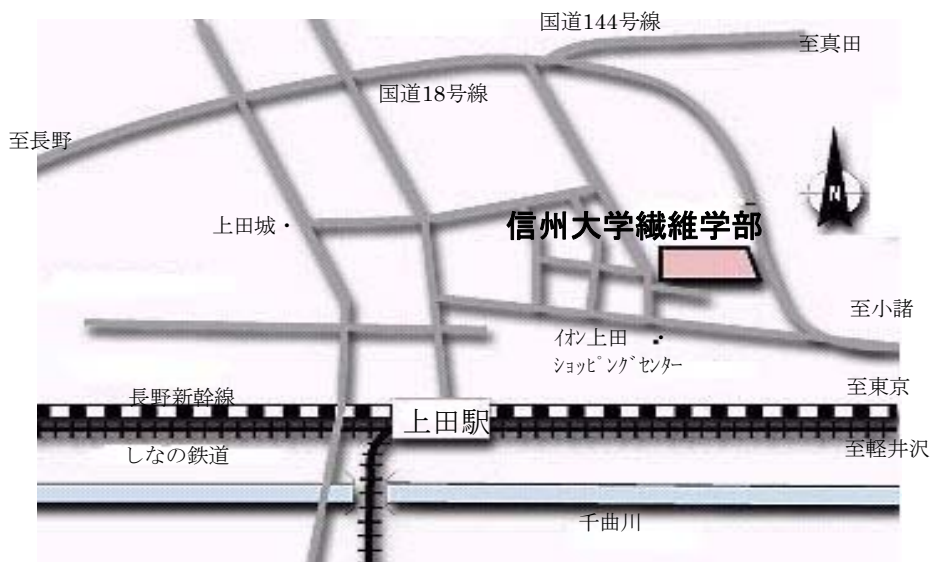 国道144号線
至真田
国道18号線
至長野
N
上田城・
信州大学繊維学部
至小諸
イオン上田
ショッピングセンター
至東京
長野新幹線
上田駅
しなの鉄道
至軽井沢
千曲川